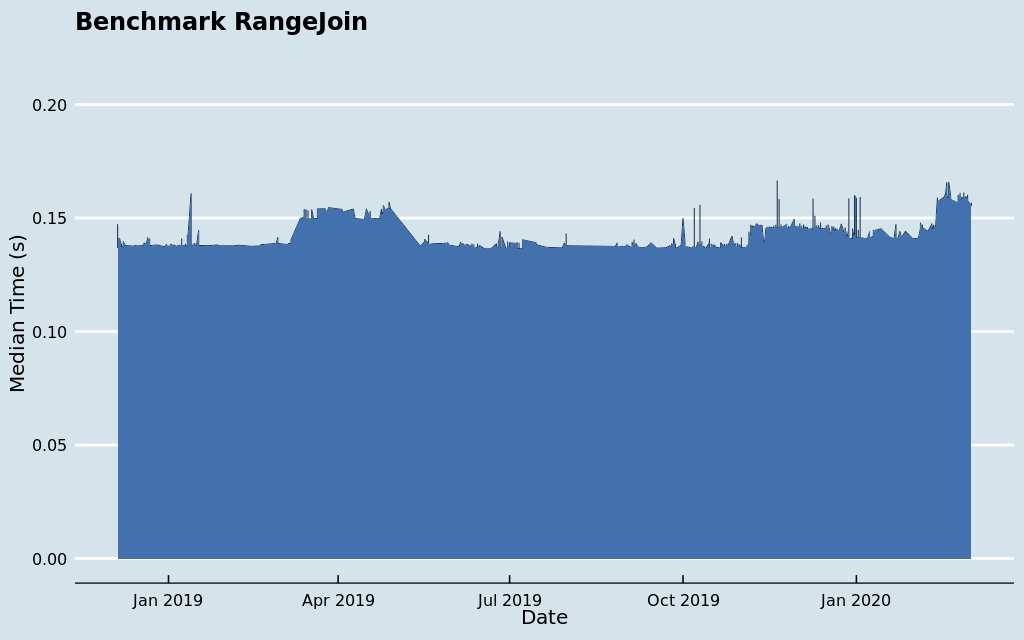 Benchmark RangeJoin
Median Time (s)
0.20
0.15
0.10
0.05
0.00
Jan 2019
Apr 2019
Jul 2019
Oct 2019
Jan 2020
Date